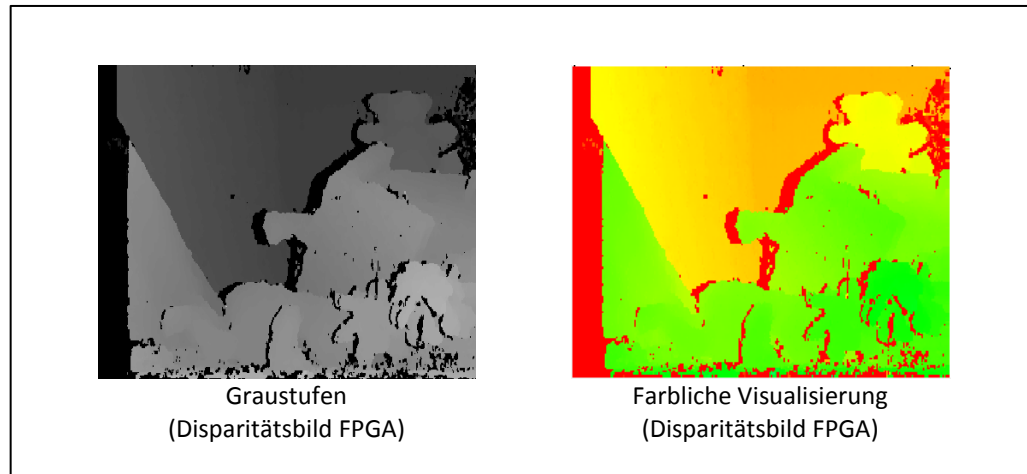 Graustufen
(Disparitätsbild FPGA)
Farbliche Visualisierung
(Disparitätsbild FPGA)